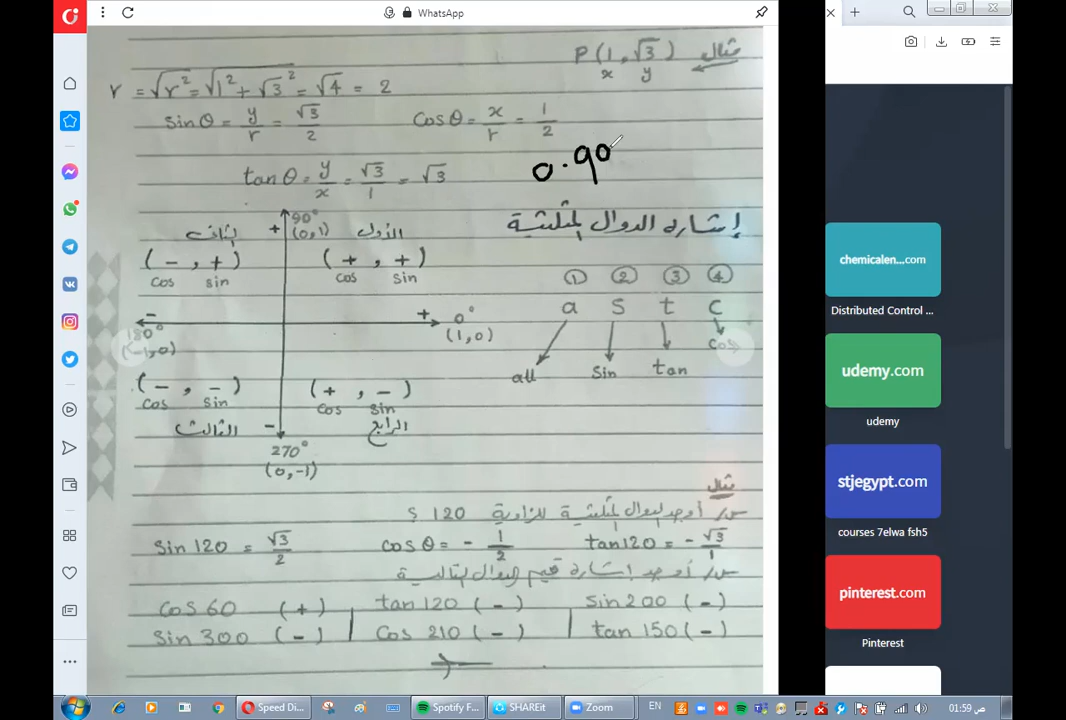 WhatsApp
مثال
P(1, √3)
x y
r = √r² = √1² + √3² = √4 = 2
sinθ = y/r = √3/2 cosθ = x/r = 1/2
tanθ = y/x = √3/1 = √3
0.90
إشارة الدوال المثلثية
الثاني + 90° (0,1) الأول
(-, +) (+, +)
cos sin cos sin
① ② ③ ④
a S t C
all sin tan cos
- 180° (-1,0) + 0° (1,0)
(-, -) (+, -)
cos sin cos sin
الثالث - الرابع
270°
(0,-1)
مثال
س/ أوجد الدوال المثلثية للزاوية 120 ؟
sin 120 = √3/2 cosθ = - 1/2 tan120 = - √3/1
س/ أوجد إشارة قيم الدوال التالية
cos 60 (+) tan 120 (-) sin 200 (-)
sin 300 (-) cos 210 (-) tan 150 (-)
chemicalen...com
Distributed Control ...
udemy.com
udemy
stjegypt.com
courses 7elwa fsh5
pinterest.com
Pinterest
Speed Di...
Spotify F...
SHAREit
Zoom
EN
01:59 ص